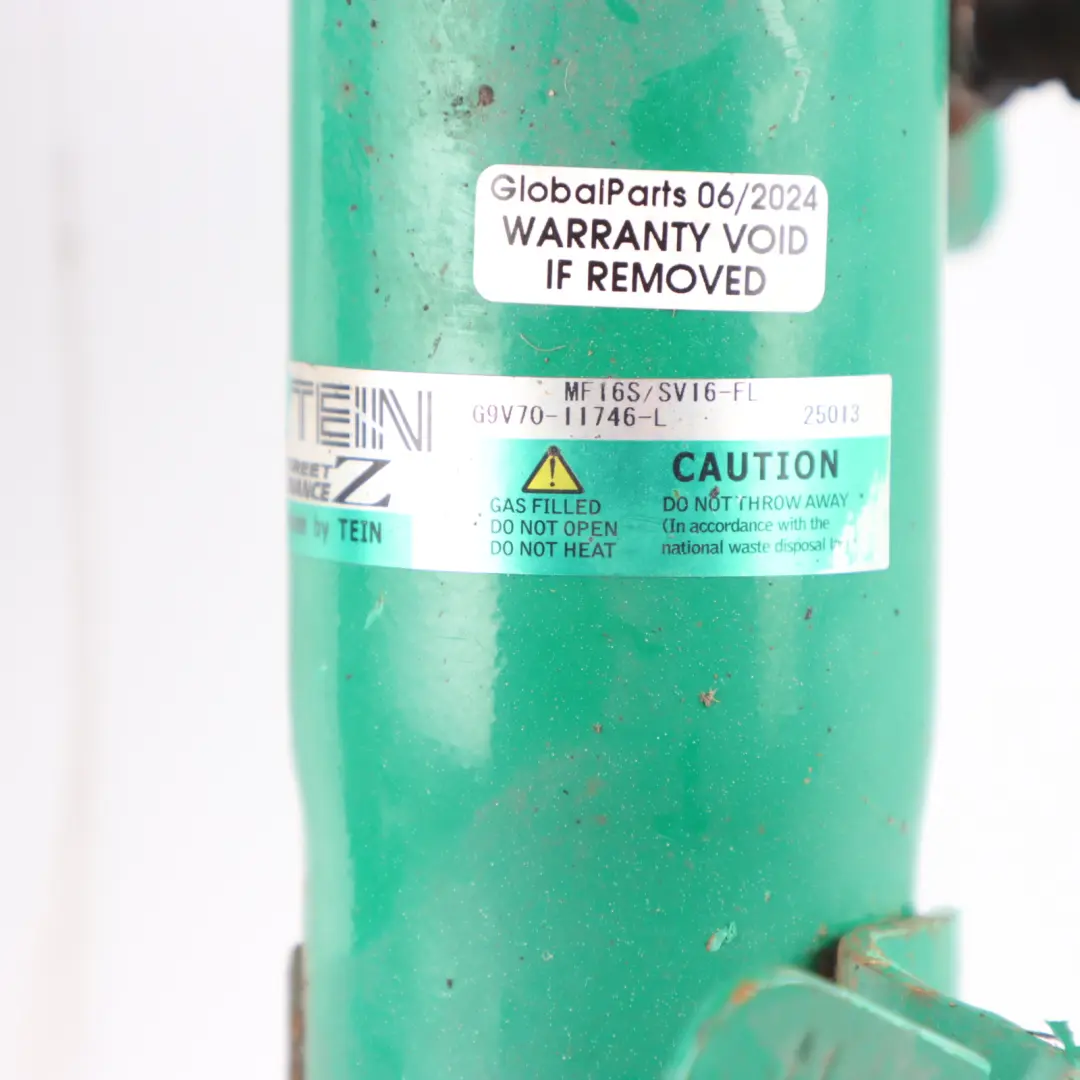 GlobalParts 06/2024
WARRANTY VOID
IF REMOVED
TEIN
MF16S/SV16-FL
G9V70-11746-L 25013
Z
by TEIN
GAS FILLED
DO NOT OPEN
DO NOT HEAT
CAUTION
DO NOT THROW AWAY
(In accordance with the
national waste disposal